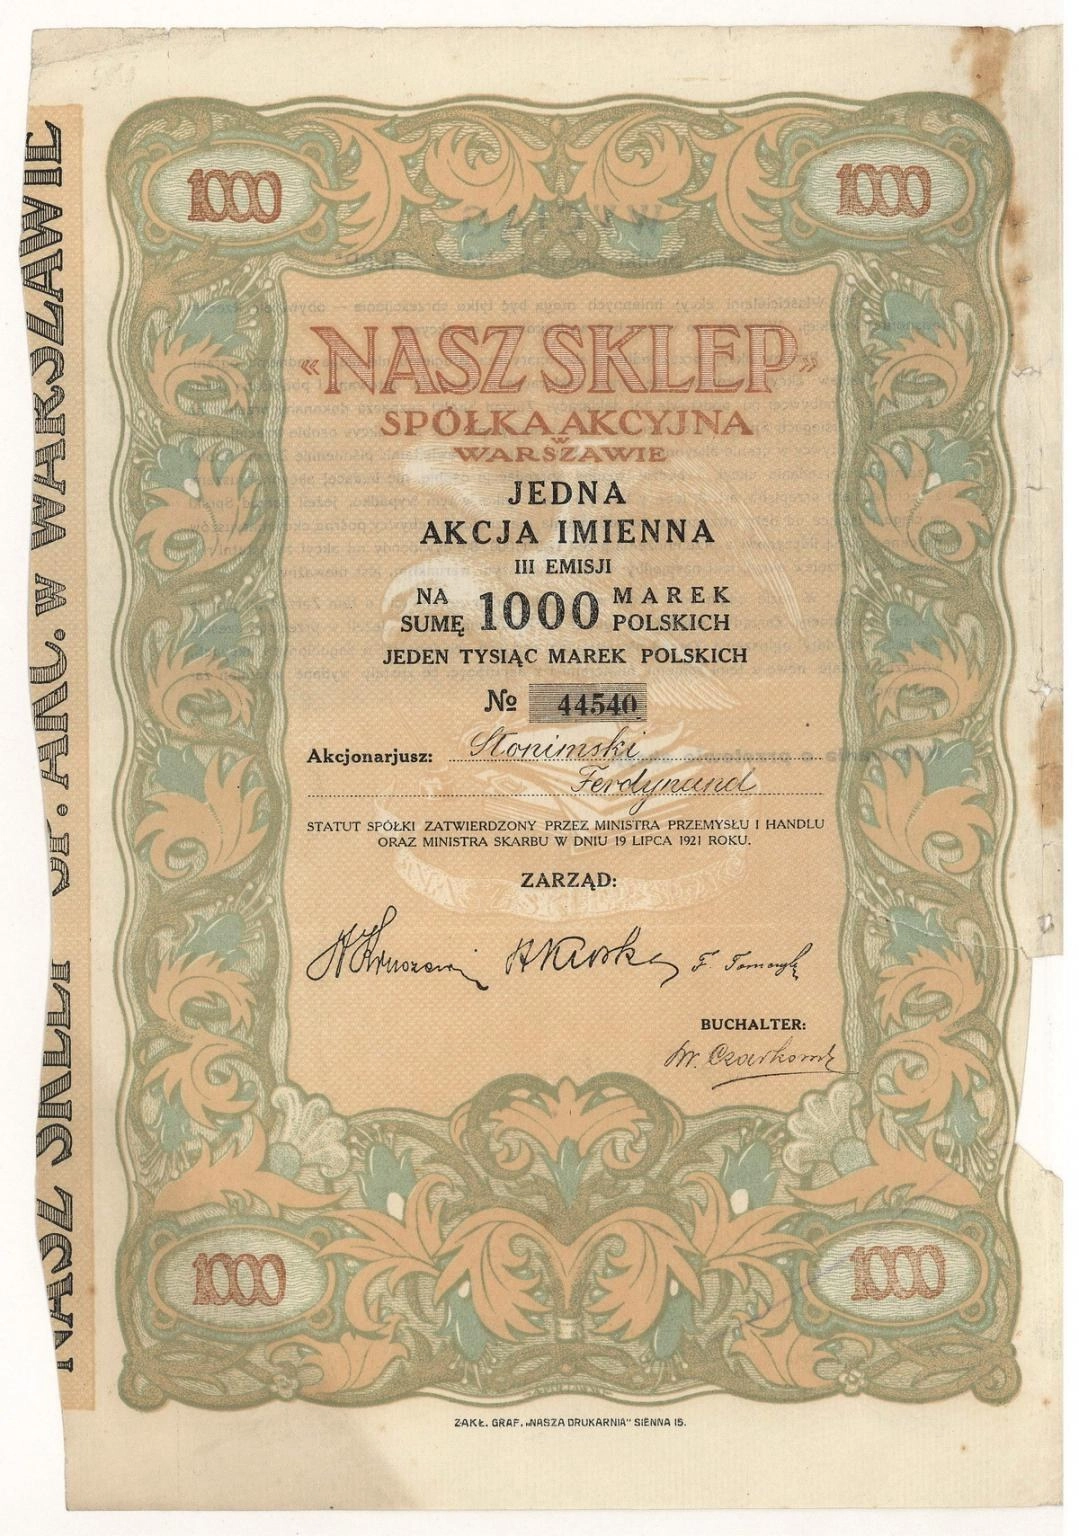 1000
1000
«NASZ SKLEP»
SPÓŁKA AKCYJNA
W
WARSZAWIE
JEDNA
AKCJA IMIENNA
III EMISJI
NA SUMĘ 1000 MAREK POLSKICH
JEDEN TYSIĄC MAREK POLSKICH
№ 44540
Akcjonarjusz: Słonimski
Ferdynand
STATUT SPÓŁKI ZATWIERDZONY PRZEZ MINISTRA PRZEMYSŁU I HANDLU
ORAZ MINISTRA SKARBU W DNIU 19 LIPCA 1921 ROKU.
ZARZĄD:
BUCHALTER:
1000
1000
ZAKŁ. GRAF. „NASZA DRUKARNIA" SIENNA 15.
NASZ SKLEP SP. AKC. W WARSZAWIE